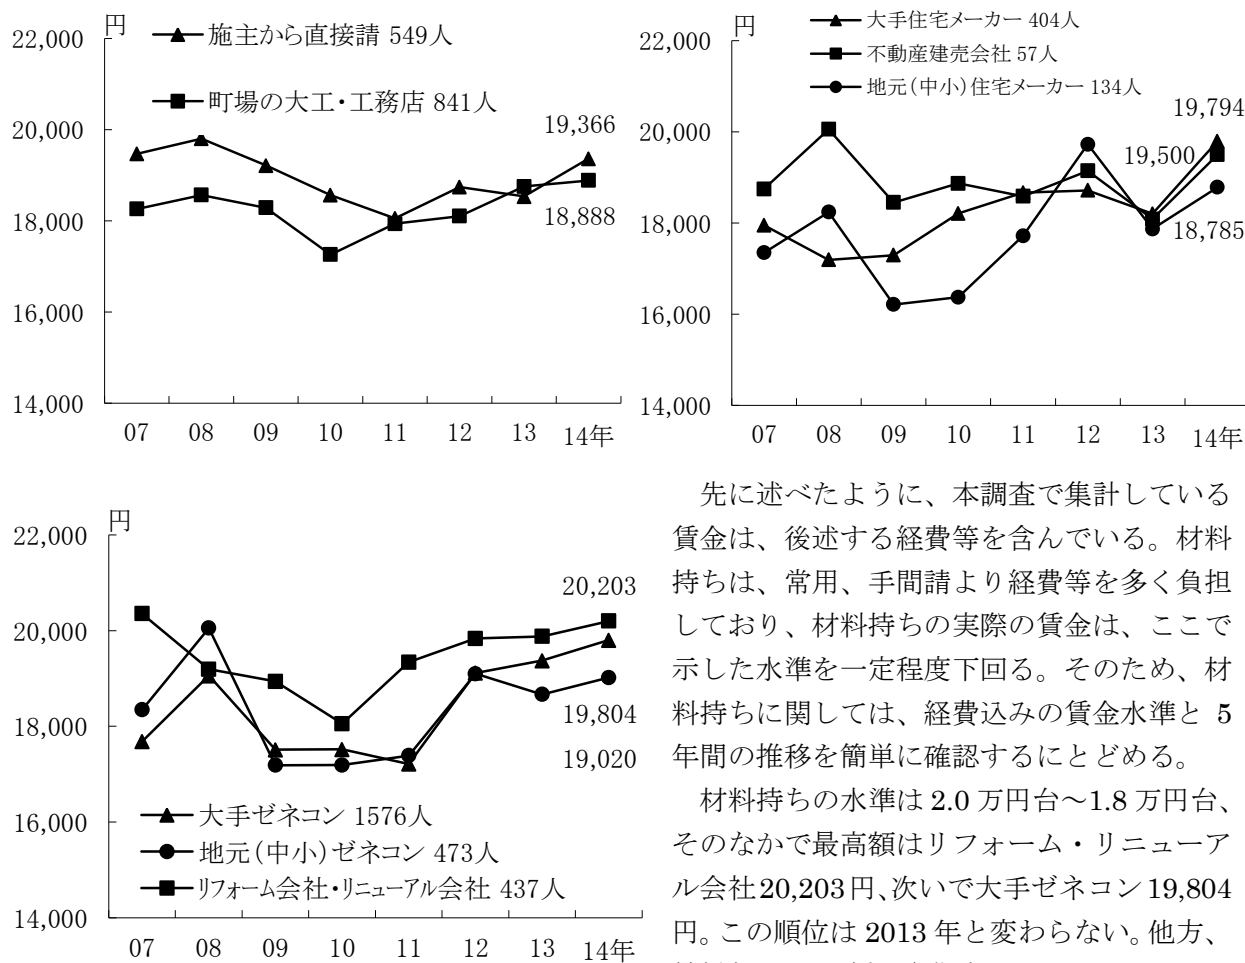 円
22,000
20,000
18,000
16,000
14,000
施主から直接請 549人
町場の大工・工務店 841人
19,366
18,888
07 08 09 10 11 12 13 14年
円
22,000
20,000
18,000
16,000
14,000
大手住宅メーカー 404人
不動産建売会社 57人
地元(中小)住宅メーカー 134人
19,794
19,500
18,785
07 08 09 10 11 12 13 14年
円
22,000
20,000
18,000
16,000
14,000
20,203
19,804
19,020
大手ゼネコン 1576人
地元(中小)ゼネコン 473人
リフォーム会社・リニューアル会社 437人
07 08 09 10 11 12 13 14年
先に述べたように、本調査で集計している
賃金は、後述する経費等を含んでいる。材料
持ちは、常用、手間請より経費等を多く負担
しており、材料持ちの実際の賃金は、ここで
示した水準を一定程度下回る。そのため、材
料持ちに関しては、経費込みの賃金水準と 5
年間の推移を簡単に確認するにとどめる。
材料持ちの水準は 2.0 万円台～1.8 万円台、
そのなかで最高額はリフォーム・リニューア
ル会社 20,203 円、次いで大手ゼネコン 19,804
円。この順位は 2013 年と変わらない。他方、